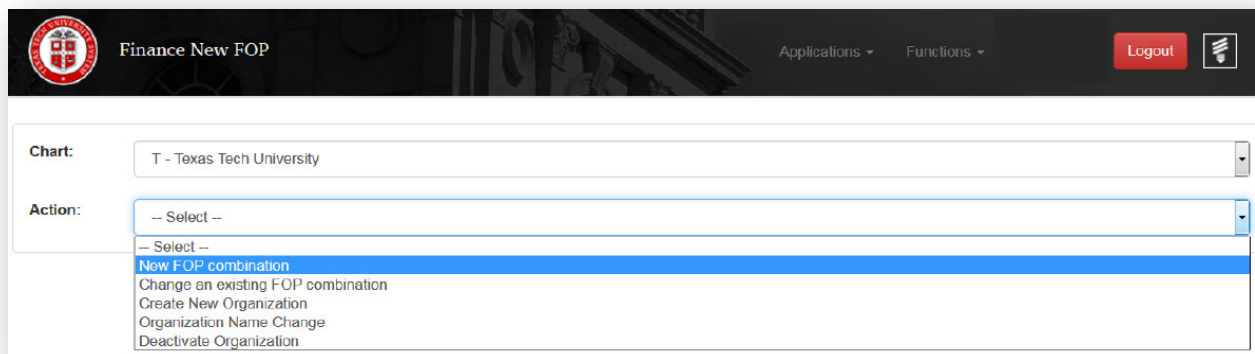 Finance New FOP
Applications
Functions
Logout
Chart:
T - Texas Tech University
Action:
-- Select --
-- Select --
New FOP combination
Change an existing FOP combination
Create New Organization
Organization Name Change
Deactivate Organization